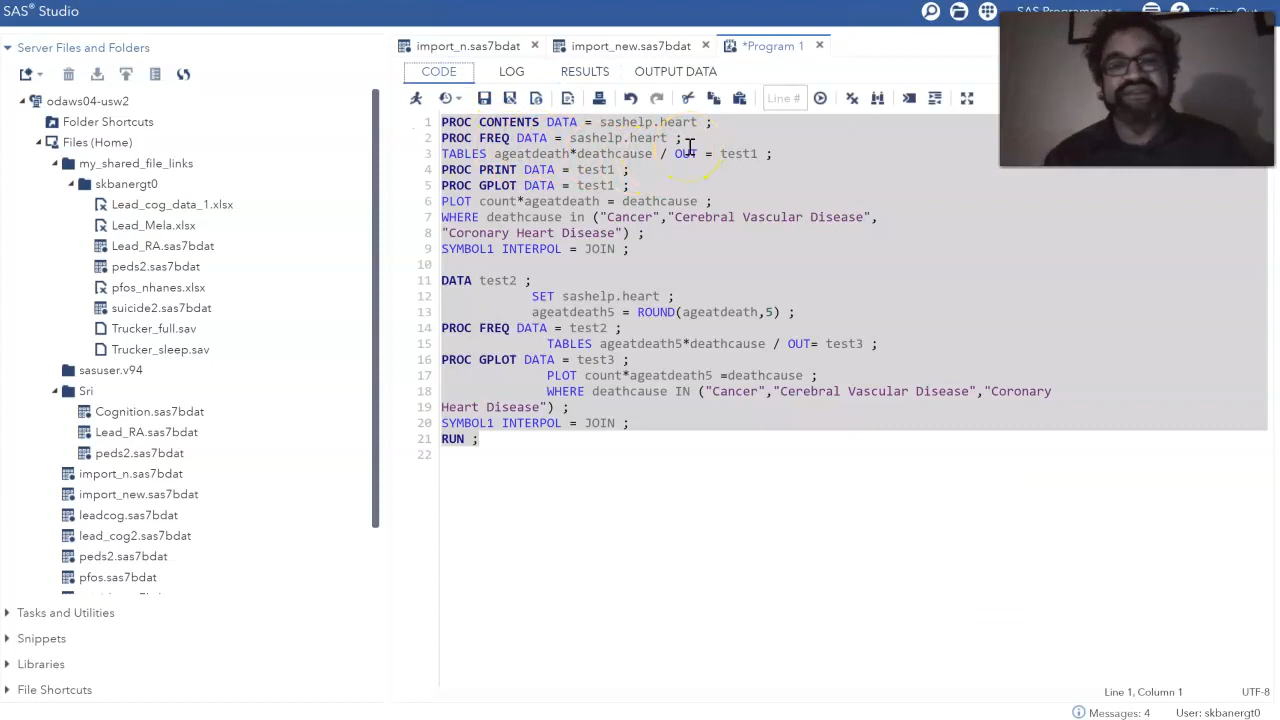 SAS® Studio
SAS Programmer
Sign Out
Server Files and Folders
odaws04-usw2
Folder Shortcuts
Files (Home)
my_shared_file_links
skbanergt0
Lead_cog_data_1.xlsx
Lead_Mela.xlsx
Lead_RA.sas7bdat
peds2.sas7bdat
pfos_nhanes.xlsx
suicide2.sas7bdat
Trucker_full.sav
Trucker_sleep.sav
sasuser.v94
Sri
Cognition.sas7bdat
Lead_RA.sas7bdat
peds2.sas7bdat
import_n.sas7bdat
import_new.sas7bdat
leadcog.sas7bdat
lead_cog2.sas7bdat
peds2.sas7bdat
pfos.sas7bdat
Tasks and Utilities
Snippets
Libraries
File Shortcuts
import_n.sas7bdat
import_new.sas7bdat
*Program 1
CODE
LOG
RESULTS
OUTPUT DATA
Line #
1 PROC CONTENTS DATA = sashelp.heart ;
2 PROC FREQ DATA = sashelp.heart ;
3 TABLES ageatdeath*deathcause / OUT = test1 ;
4 PROC PRINT DATA = test1 ;
5 PROC GPLOT DATA = test1 ;
6 PLOT count*ageatdeath = deathcause ;
7 WHERE deathcause in ("Cancer","Cerebral Vascular Disease",
8 "Coronary Heart Disease") ;
9 SYMBOL1 INTERPOL = JOIN ;
10
11 DATA test2 ;
12 SET sashelp.heart ;
13 ageatdeath5 = ROUND(ageatdeath,5) ;
14 PROC FREQ DATA = test2 ;
15 TABLES ageatdeath5*deathcause / OUT= test3 ;
16 PROC GPLOT DATA = test3 ;
17 PLOT count*ageatdeath5 =deathcause ;
18 WHERE deathcause IN ("Cancer","Cerebral Vascular Disease","Coronary
19 Heart Disease") ;
20 SYMBOL1 INTERPOL = JOIN ;
21 RUN ;
22
Line 1, Column 1
UTF-8
Messages: 4
User: skbanergt0